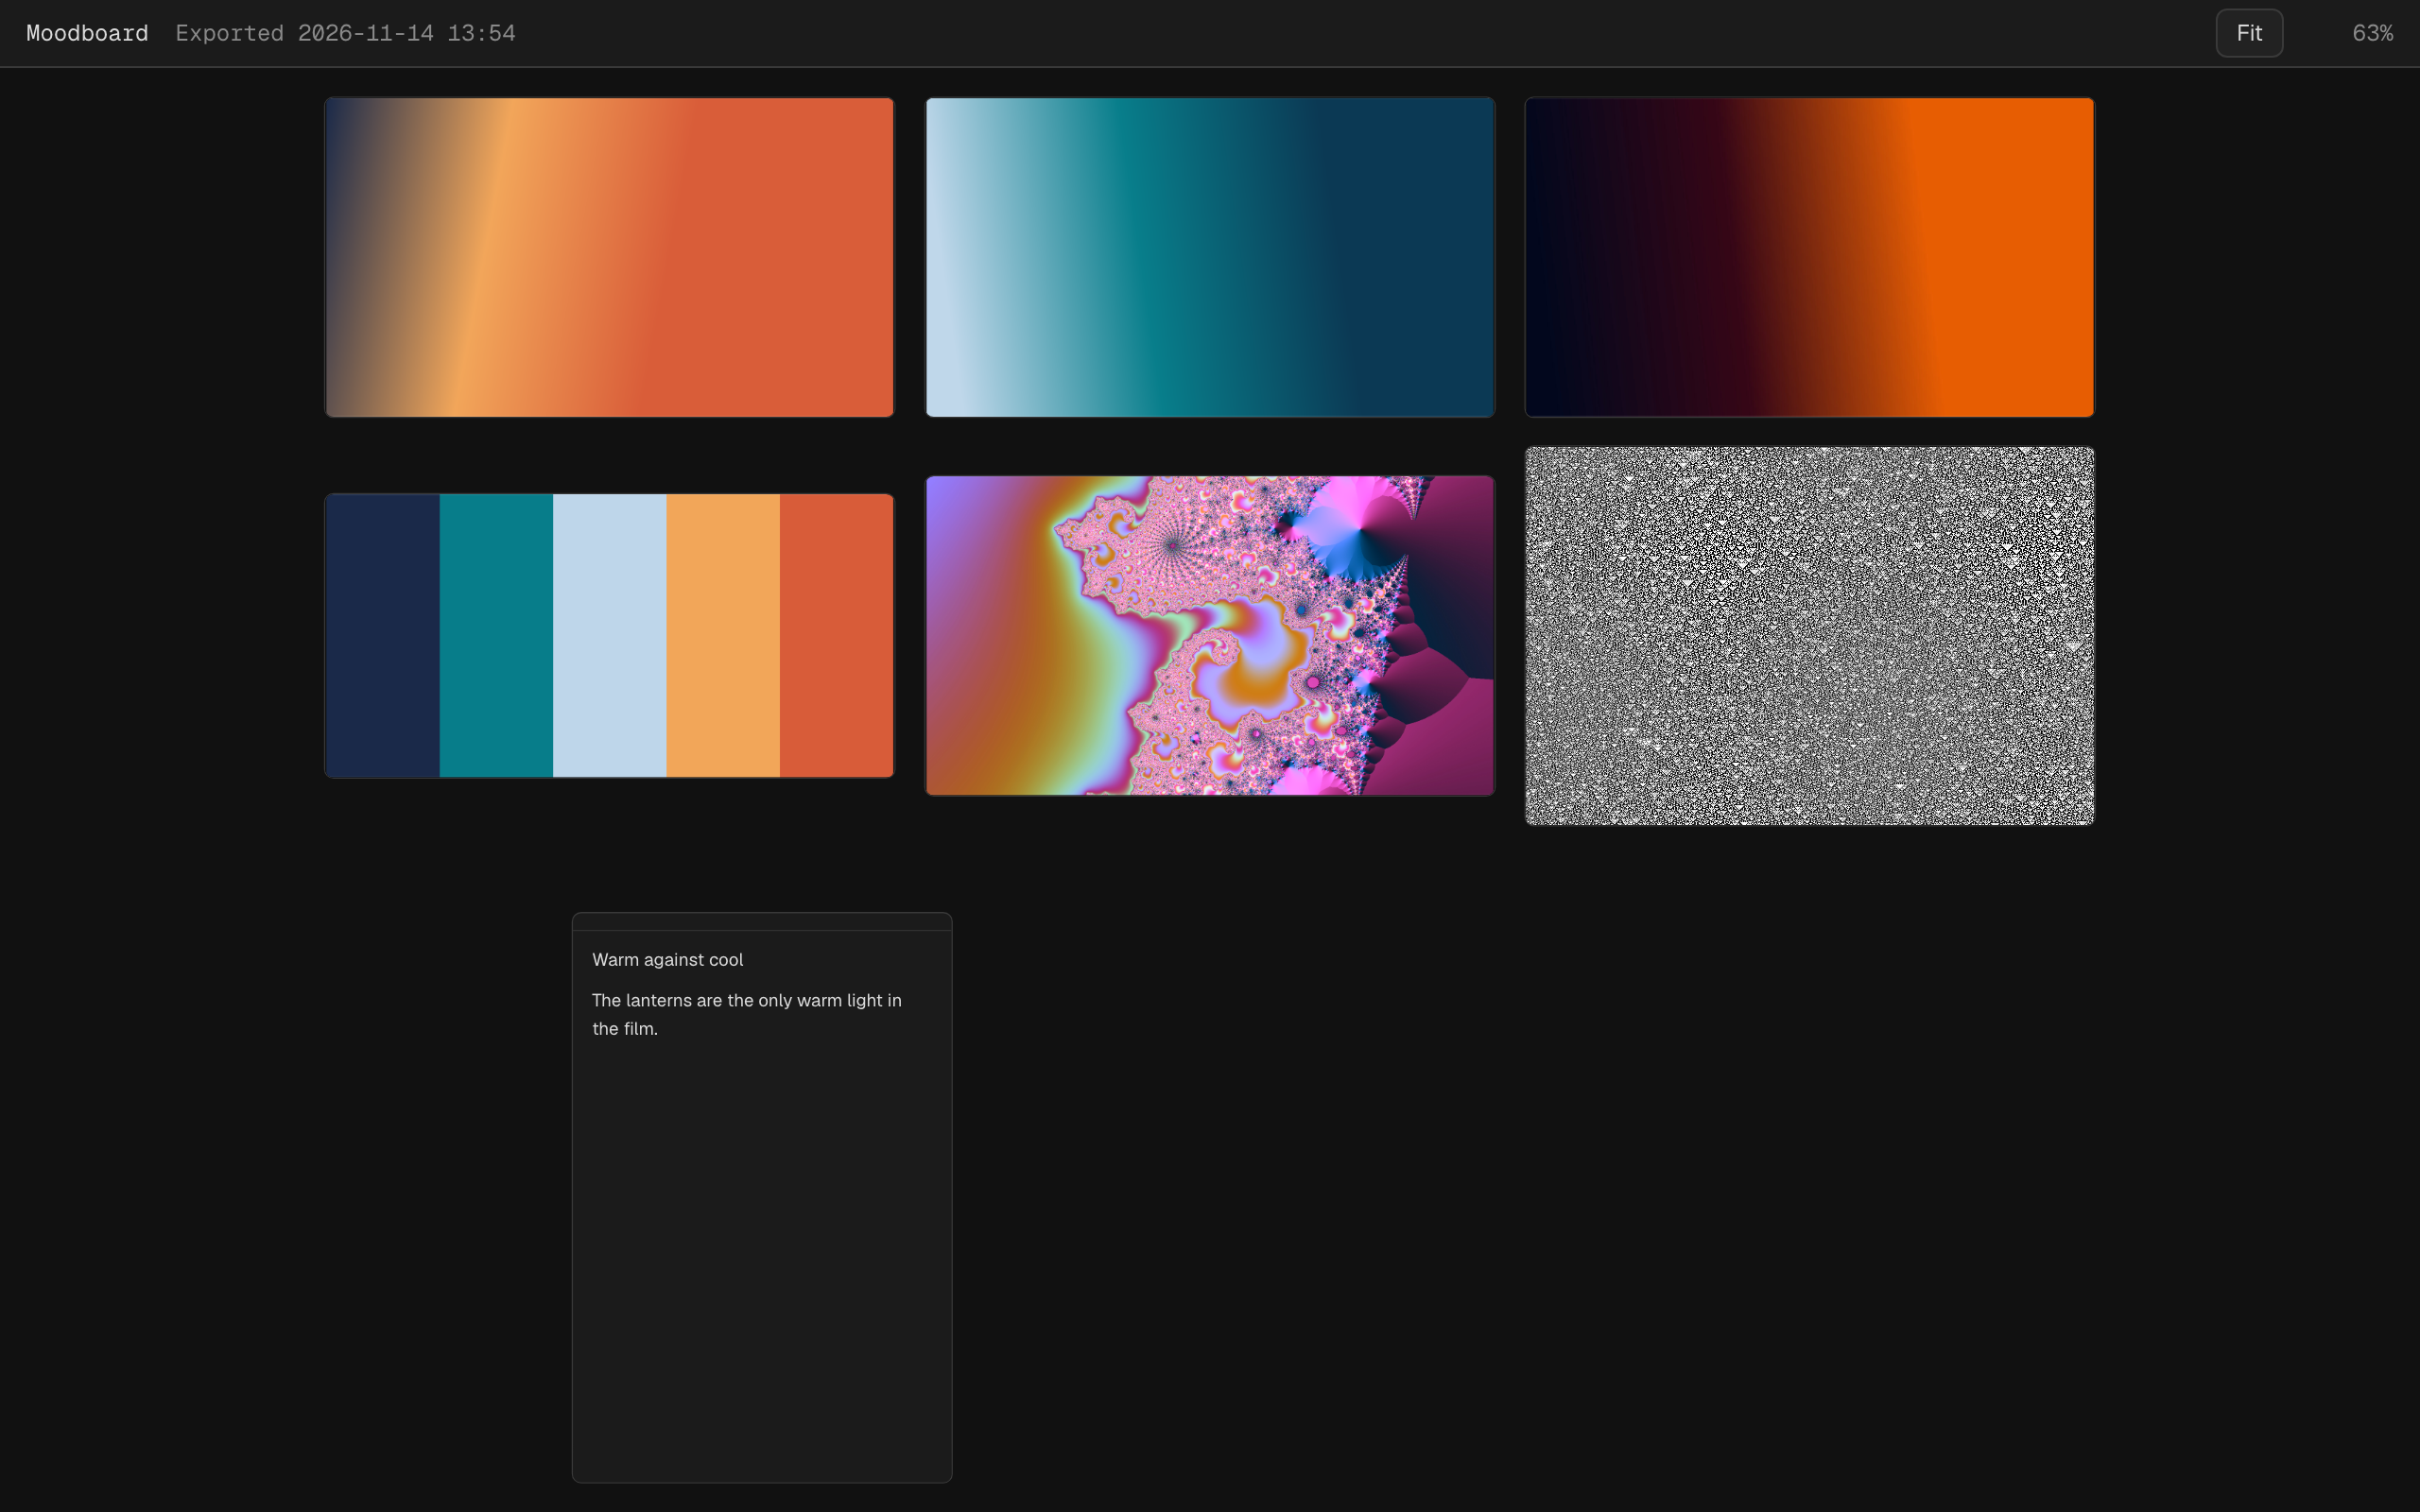 Moodboard Exported 2026-11-14 13:54 Fit 63%
Warm against cool
The lanterns are the only warm light in
the film.